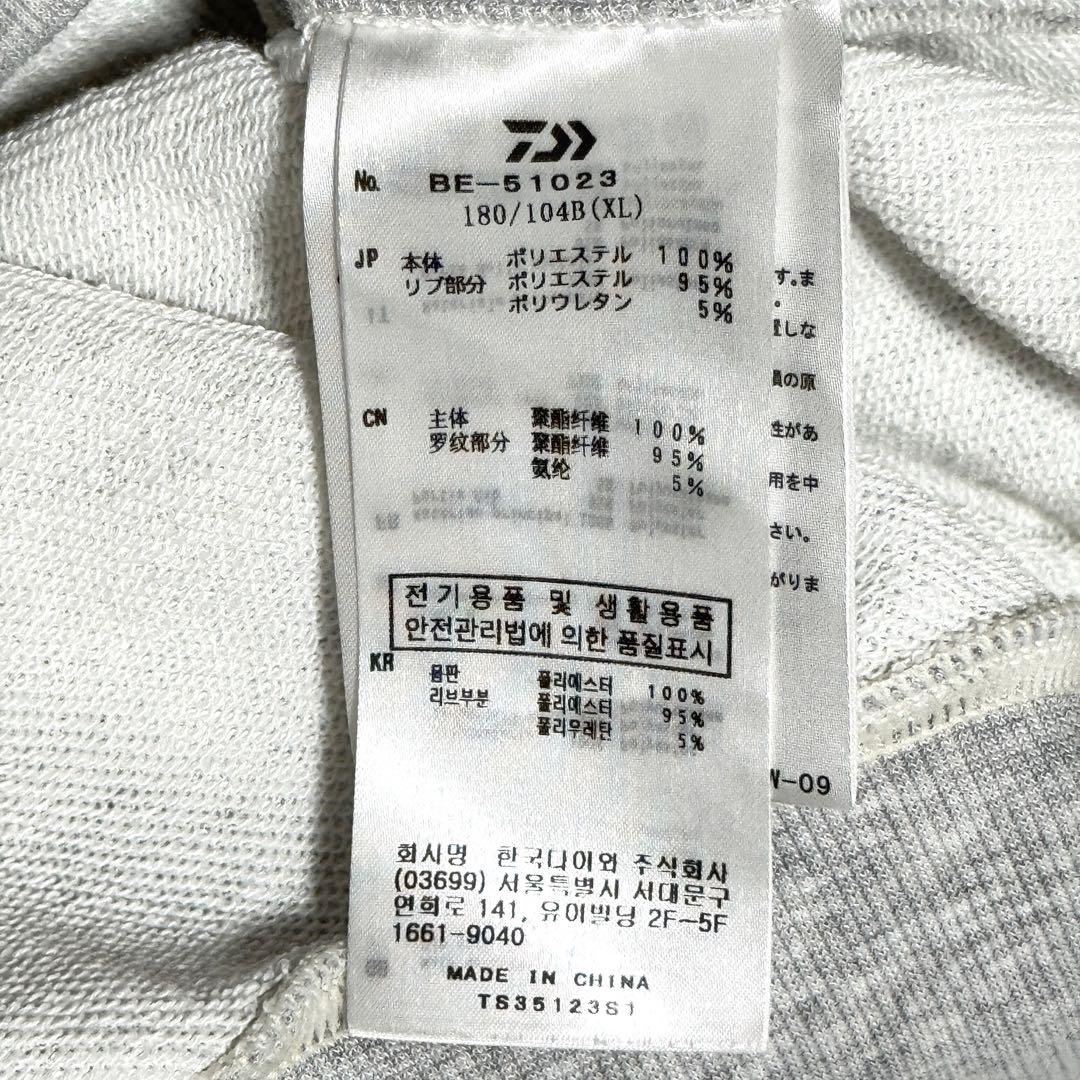 No. BE-51023
180/104B(XL)
JP 本体 ポリエステル 100%
リブ部分 ポリエステル 95%
ポリウレタン 5%
CN 主体 聚酯纤维 100%
罗纹部分 聚酯纤维 95%
氨纶 5%
전기용품 및 생활용품
안전관리법에 의한 품질표시
KR 몸판 폴리에스터 100%
리브부분 폴리에스터 95%
폴리우레탄 5%
회사명 한국다이와 주식회사
(03699) 서울특별시 서대문구
연희로 141, 유어빌딩 2F~5F
1661-9040
MADE IN CHINA
TS35123S1
す。ま
。
しな
の原
性があ
用を中
さい。
がりま
-09